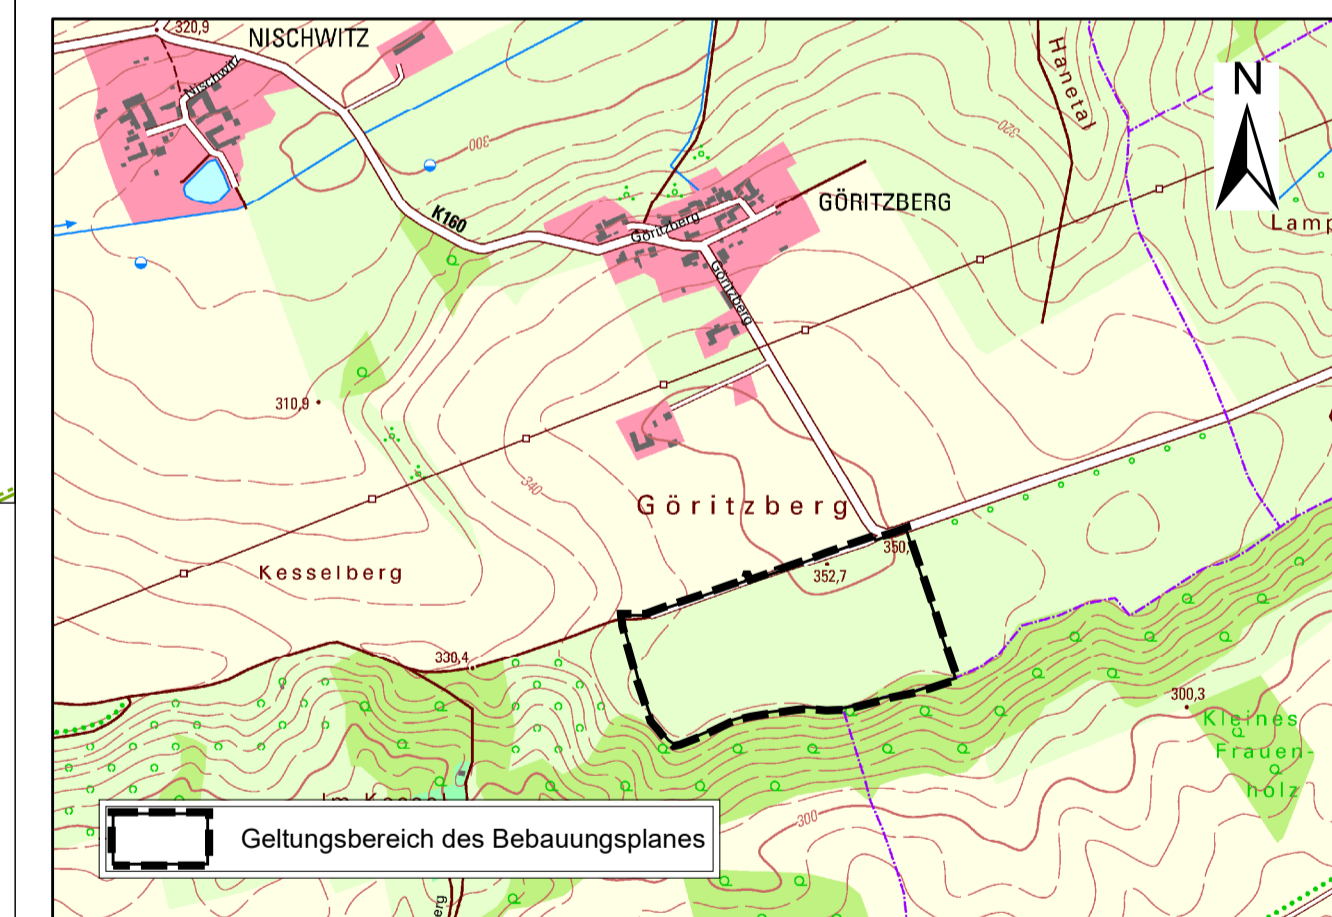 320,9
NISCHWITZ
Nischwitz
Hanetal
N
300
320
K160
Göritzberg
GÖRITZBERG
Göritzberg
310,9
340
Göritzberg
350,
352,7
Kesselberg
330,4
300,3
Kleines
Frauen-
holz
300
Geltungsbereich des Bebauungsplanes